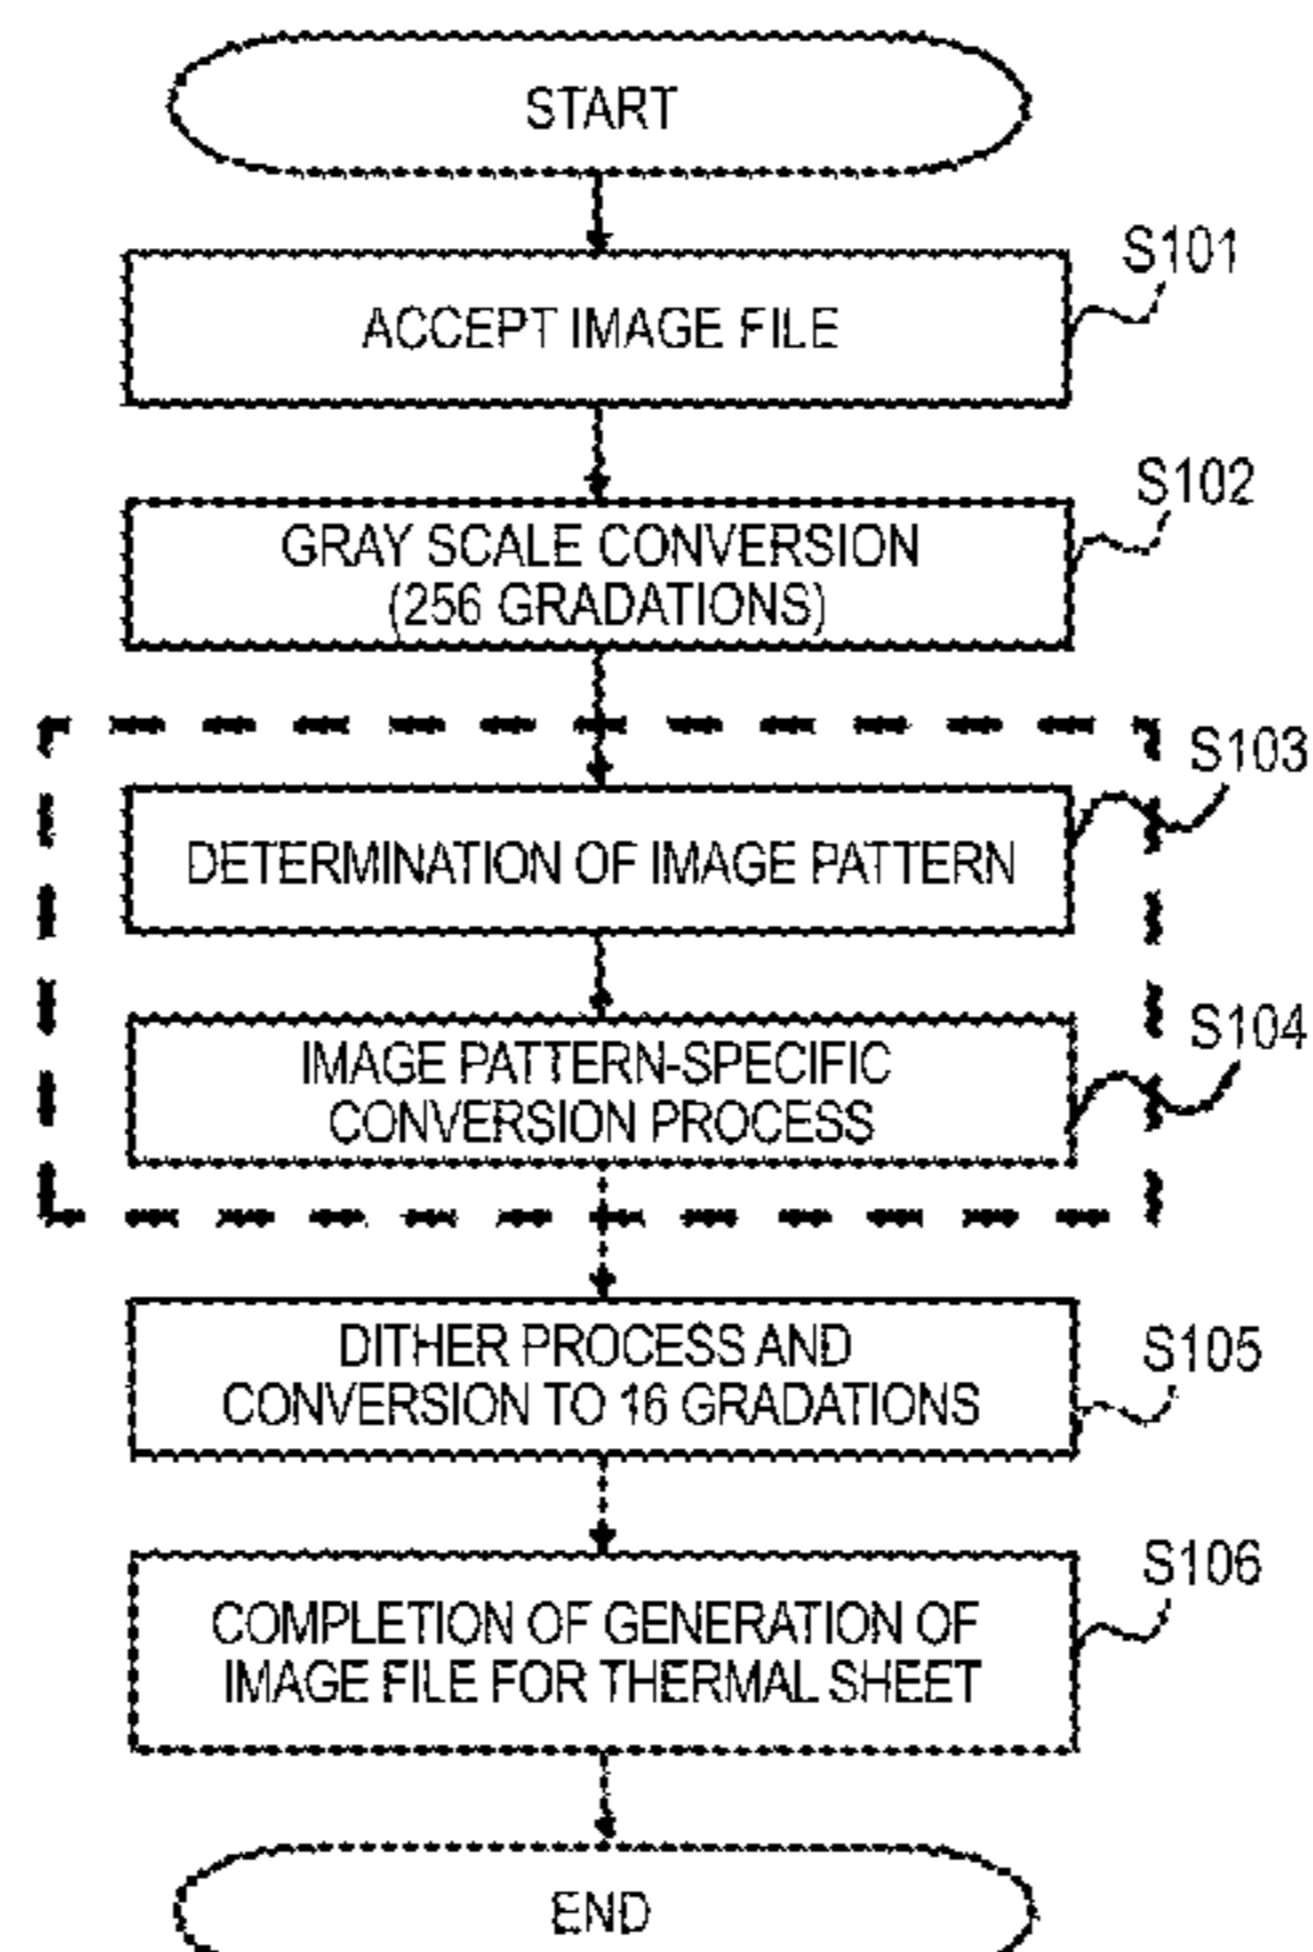 START
S101
ACCEPT IMAGE FILE
S102
GRAY SCALE CONVERSION
(256 GRADATIONS)
S103
DETERMINATION OF IMAGE PATTERN
S104
IMAGE PATTERN-SPECIFIC
CONVERSION PROCESS
S105
DITHER PROCESS AND
CONVERSION TO 16 GRADATIONS
S106
COMPLETION OF GENERATION OF
IMAGE FILE FOR THERMAL SHEET
END